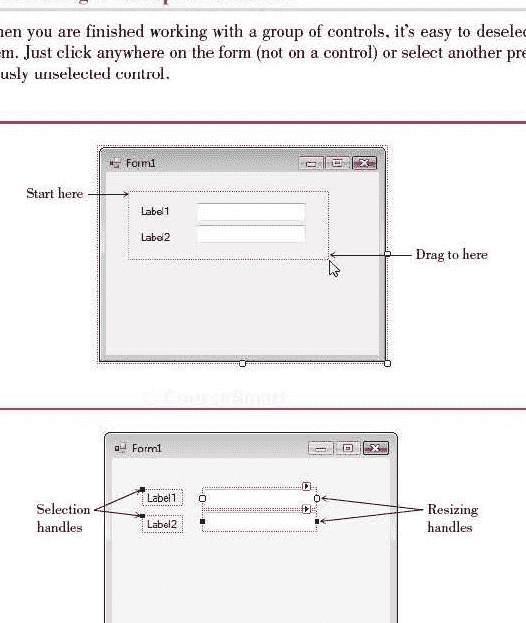 hen you are finished working with a group of controls, it's easy to deselec
em. Just click anywhere on the form (not on a control) or select another pre
usly unselected control.
Form1
Start here
Label1
Label2
Drag to here
© CourseSmart
Form1
Selection
handles
Label1
Label2
Resizing
handles